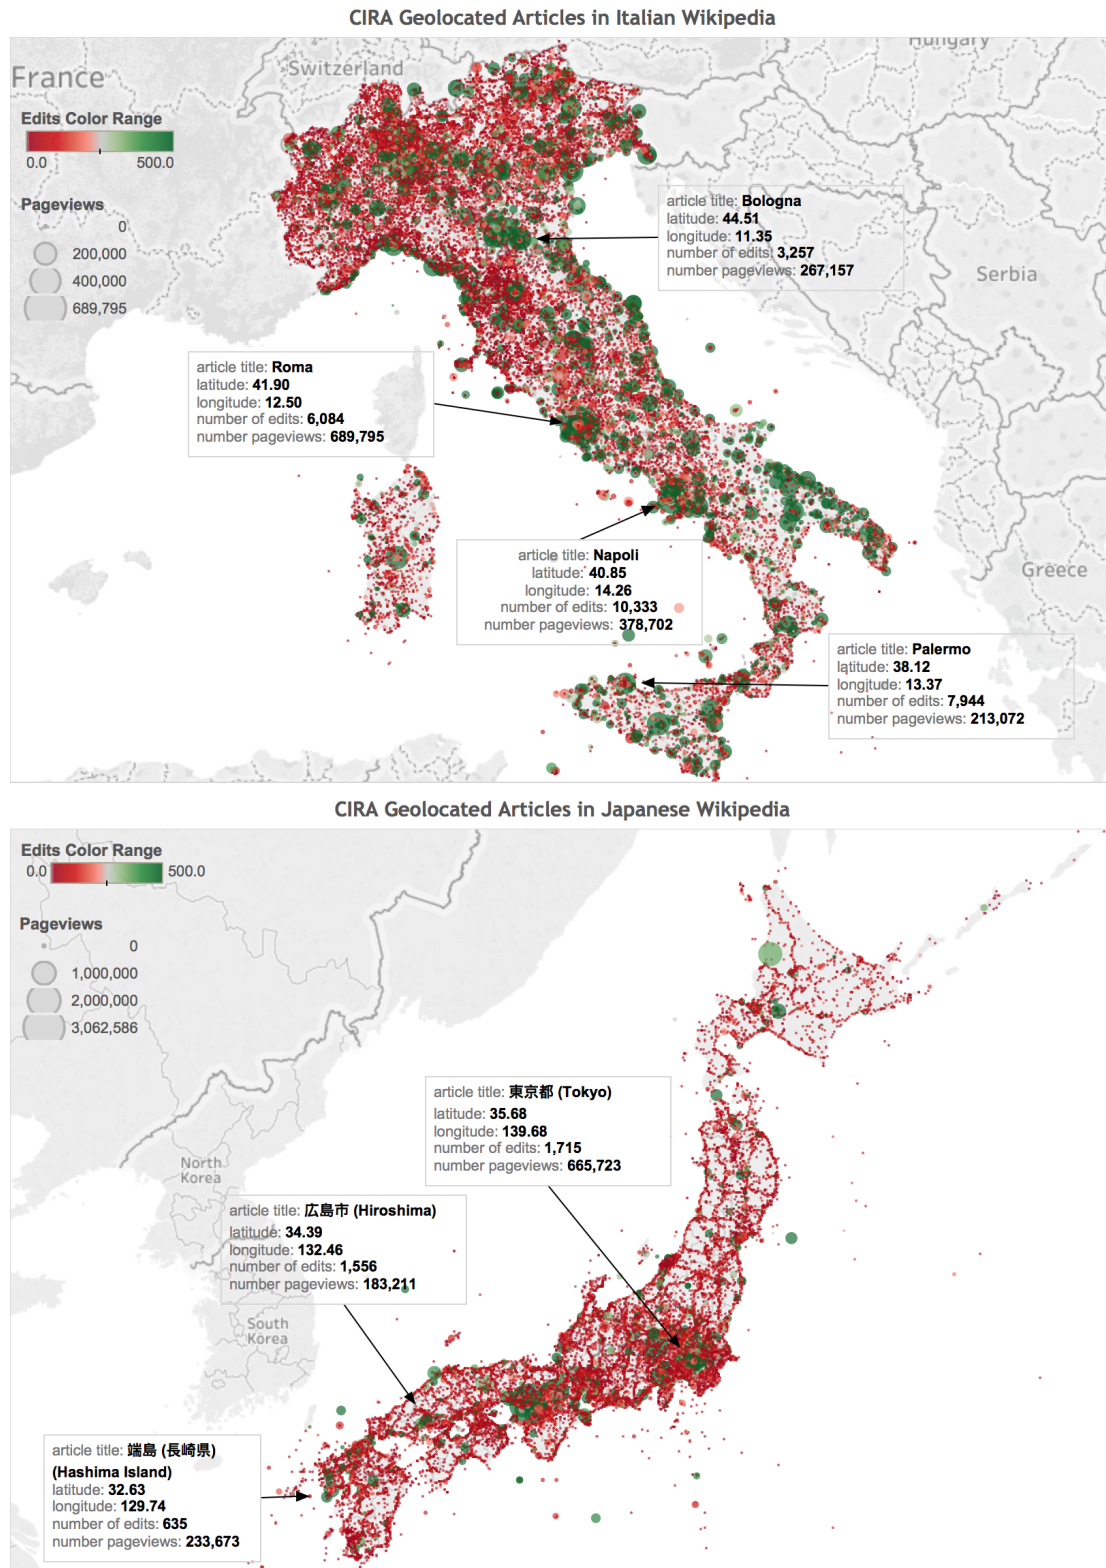 CIRA Geolocated Articles in Italian Wikipedia
Hungary
France
Switzerland
Edits Color Range
0.0 500.0
Pageviews
0
200,000
400,000
689,795
article title: Bologna
latitude: 44.51
longitude: 11.35
number of edits: 3,257
number pageviews: 267,157
Serbia
article title: Roma
latitude: 41.90
longitude: 12.50
number of edits: 6,084
number pageviews: 689,795
article title: Napoli
latitude: 40.85
longitude: 14.26
number of edits: 10,333
number pageviews: 378,702
Greece
article title: Palermo
latitude: 38.12
longitude: 13.37
number of edits: 7,944
number pageviews: 213,072
CIRA Geolocated Articles in Japanese Wikipedia
Edits Color Range
0.0 500.0
Pageviews
0
1,000,000
2,000,000
3,062,586
article title: 東京都 (Tokyo)
latitude: 35.68
longitude: 139.68
number of edits: 1,715
number pageviews: 665,723
North
Korea
article title: 広島市 (Hiroshima)
latitude: 34.39
longitude: 132.46
number of edits: 1,556
number pageviews: 183,211
South
Korea
article title: 端島 (長崎県)
(Hashima Island)
latitude: 32.63
longitude: 129.74
number of edits: 635
number pageviews: 233,673